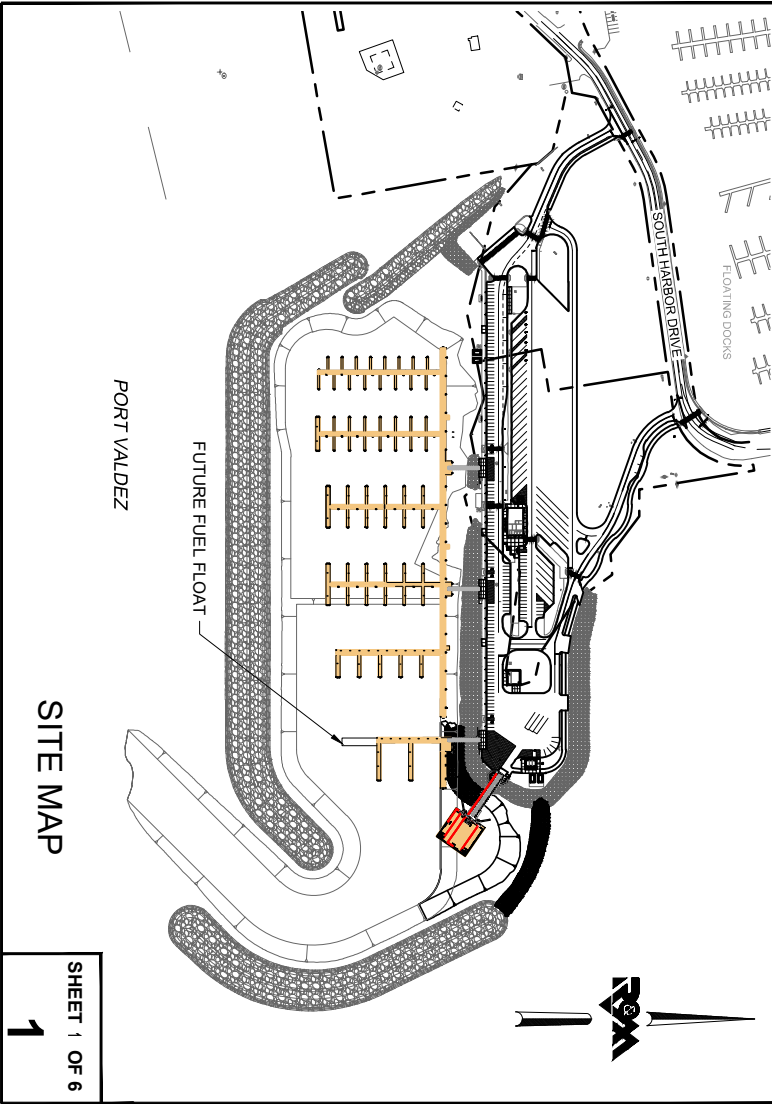 FLOATING DOCKS
SOUTH HARBOR DRIVE
PORT VALDEZ
FUTURE FUEL FLOAT
SITE MAP
R&M
SHEET 1 OF 6
1